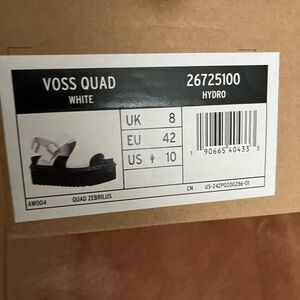 VOSS QUAD
WHITE
26725100
HYDRO
UK 8
EU 42
US 10
1 90665 40433 3
AW004
QUAD ZEBRILUS
CN US-242P0200286-01